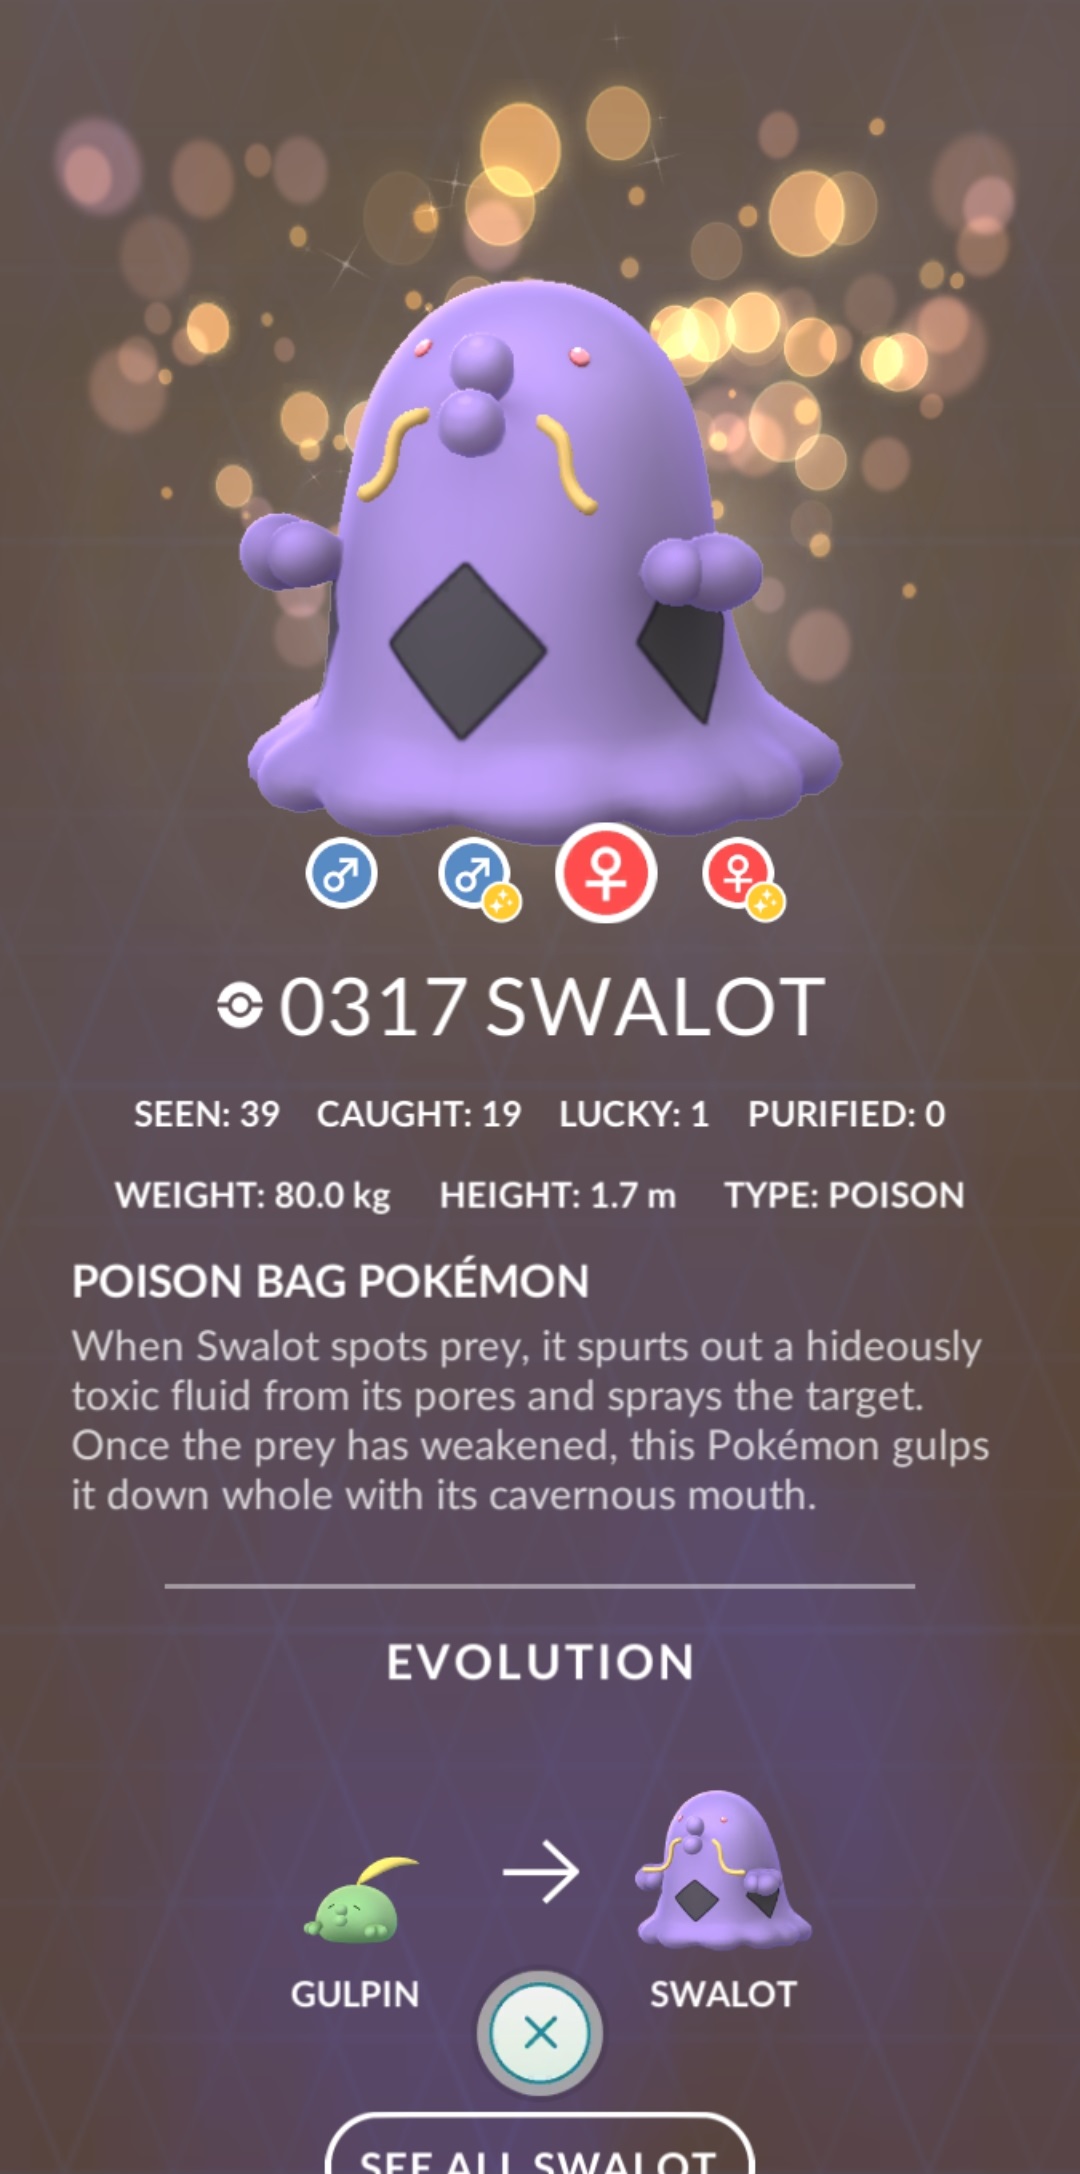 0317 SWALOT
SEEN: 39 CAUGHT: 19 LUCKY: 1 PURIFIED: 0
WEIGHT: 80.0 kg HEIGHT: 1.7 m TYPE: POISON
POISON BAG POKÉMON
When Swalot spots prey, it spurts out a hideously
toxic fluid from its pores and sprays the target.
Once the prey has weakened, this Pokémon gulps
it down whole with its cavernous mouth.
EVOLUTION
GULPIN SWALOT
SEE ALL SWALOT